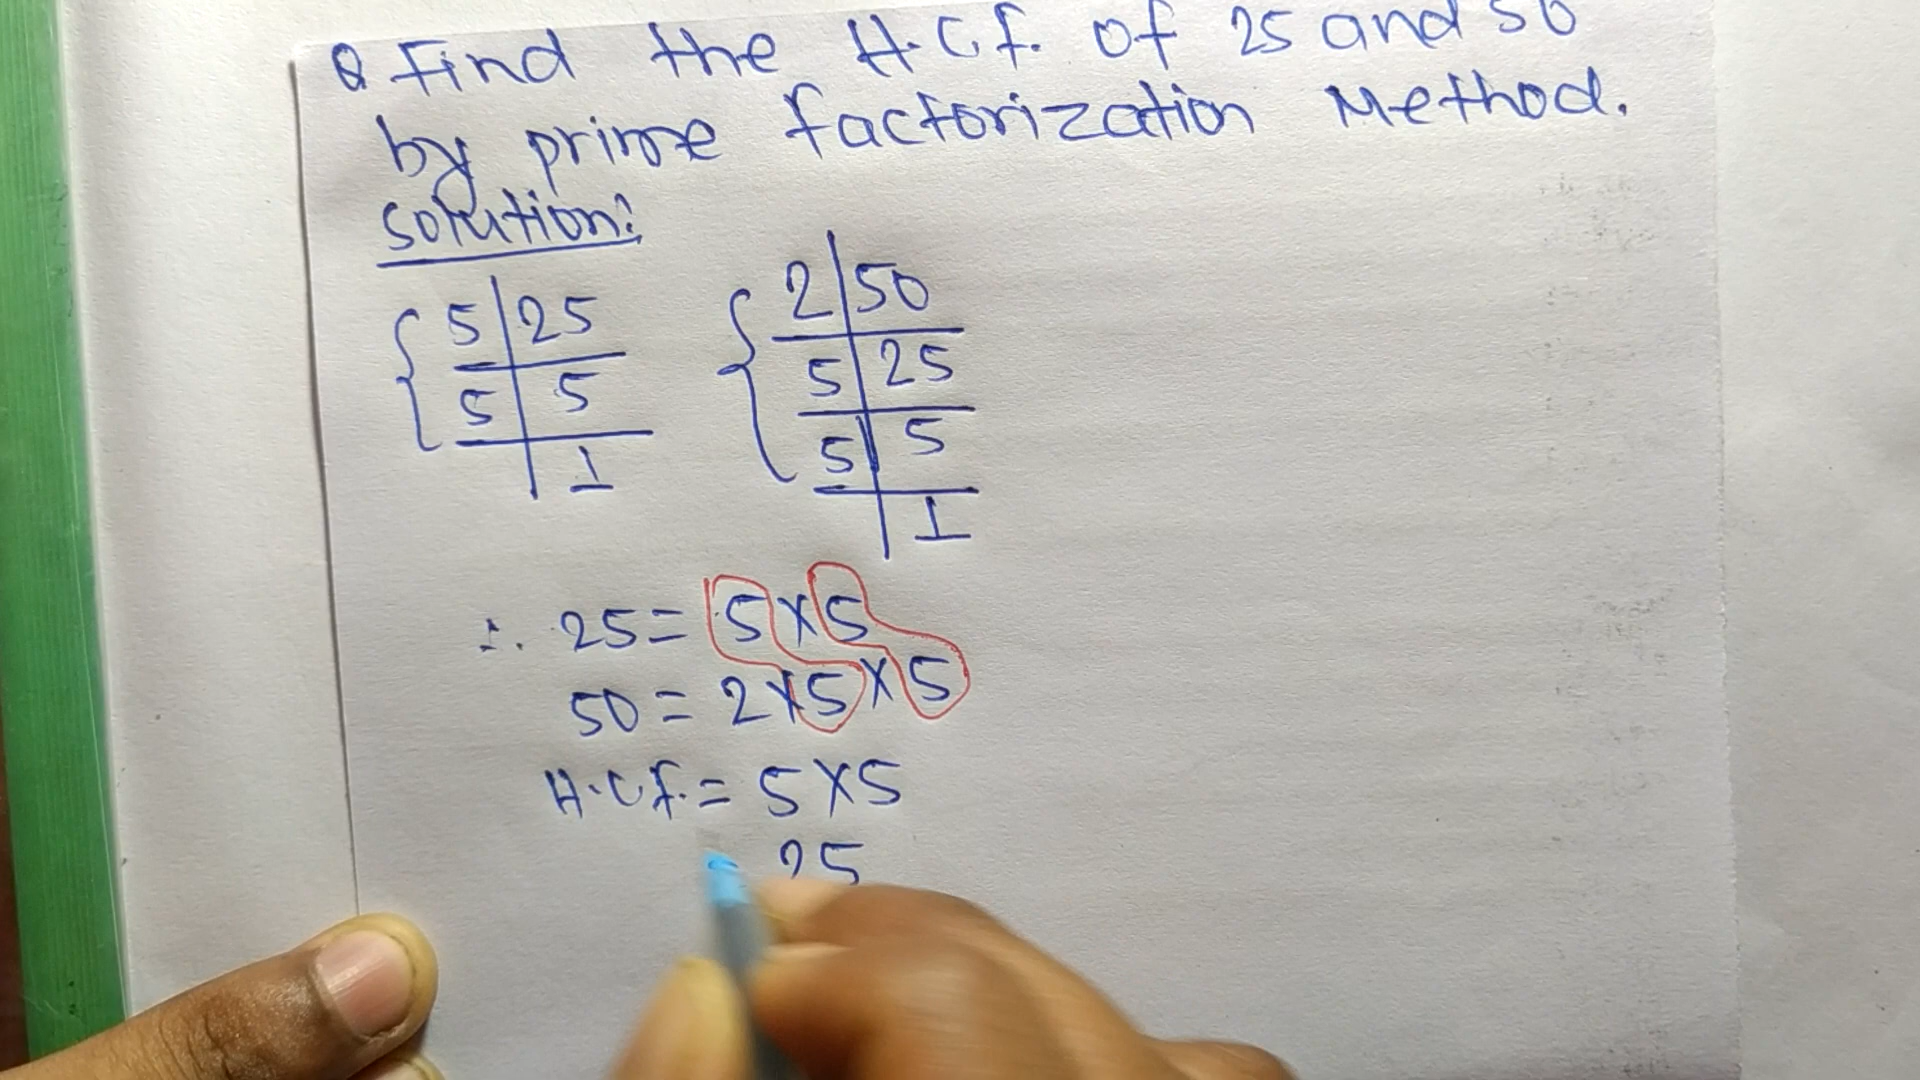 Q Find the H.C.f. of 25 and 50
by prime factorization Method.
Solution:
5 | 25
5 | 5
1
2 | 50
5 | 25
5 | 5
1
∴ 25 = 5×5
50 = 2×5×5
H.C.f. = 5×5
25